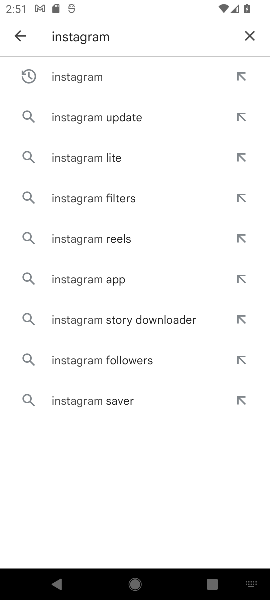 2:51
instagram
instagram
instagram update
instagram lite
instagram filters
instagram reels
instagram app
instagram story downloader
instagram followers
instagram saver